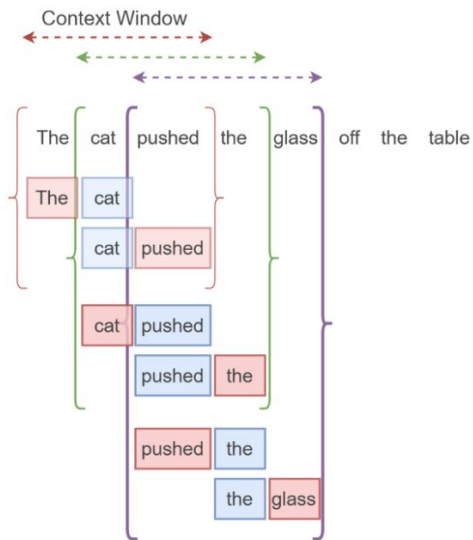 Context Window
The cat pushed the glass off the table
The cat
cat pushed
cat pushed
pushed the
pushed the
the glass